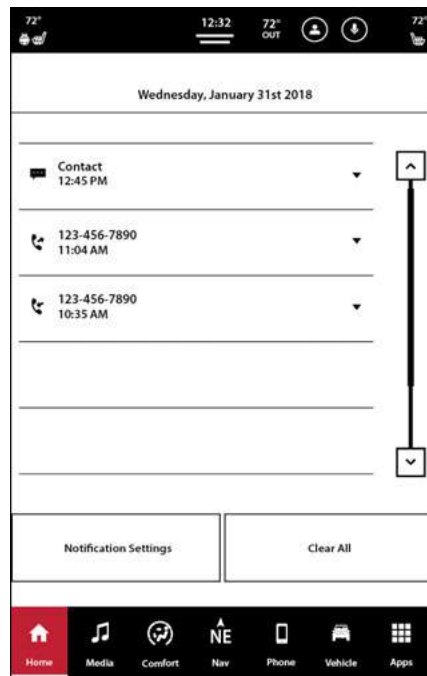 72° 12:32 72° 72°
OUT
Wednesday, January 31st 2018
Contact
12:45 PM
123-456-7890
11:04 AM
123-456-7890
10:35 AM
Notification Settings Clear All
NE
Home Media Comfort Nav Phone Vehicle Apps